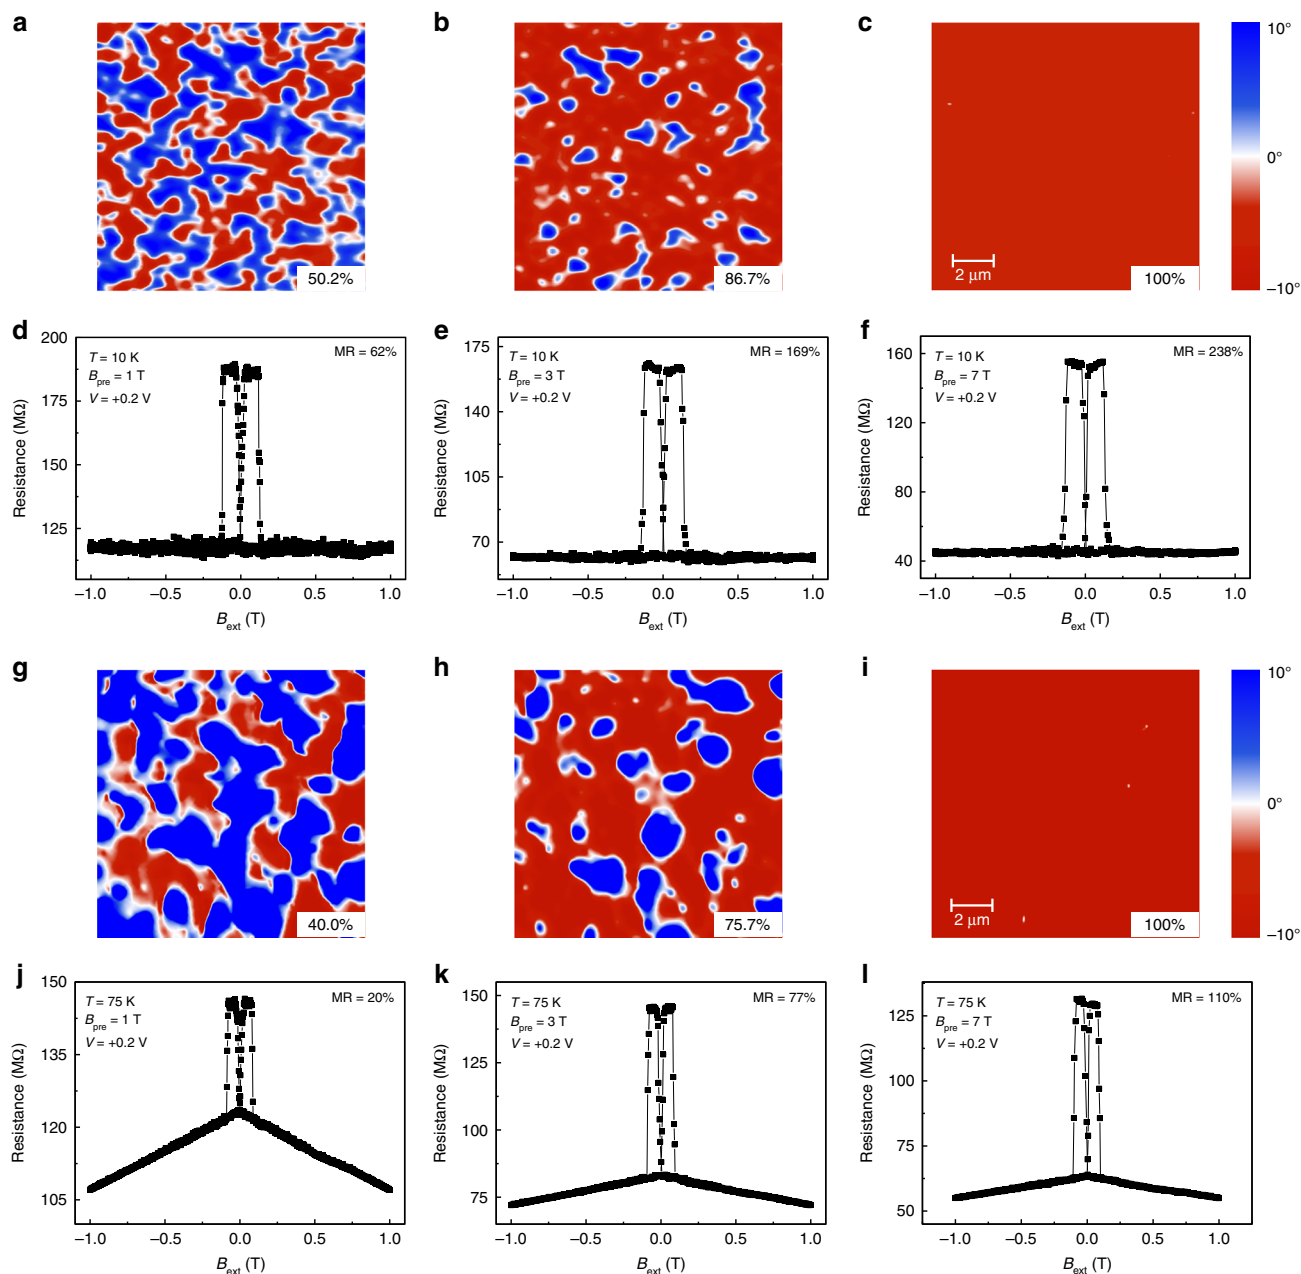 a
b
c
50.2%
86.7%
2 µm
100%
10°
0°
−10°
d
e
f
T = 10 K
MR = 62%
B_pre = 1 T
V = +0.2 V
200
175
150
125
Resistance (MΩ)
−1.0 −0.5 0.0 0.5 1.0
B_ext (T)
T = 10 K
MR = 169%
B_pre = 3 T
V = +0.2 V
175
140
105
70
Resistance (MΩ)
−1.0 −0.5 0.0 0.5 1.0
B_ext (T)
T = 10 K
MR = 238%
B_pre = 7 T
V = +0.2 V
160
120
80
40
Resistance (MΩ)
−1.0 −0.5 0.0 0.5 1.0
B_ext (T)
g
h
i
40.0%
75.7%
2 µm
100%
10°
0°
−10°
j
k
l
T = 75 K
MR = 20%
B_pre = 1 T
V = +0.2 V
150
135
120
105
Resistance (MΩ)
−1.0 −0.5 0.0 0.5 1.0
B_ext (T)
T = 75 K
MR = 77%
B_pre = 3 T
V = +0.2 V
150
125
100
75
Resistance (MΩ)
−1.0 −0.5 0.0 0.5 1.0
B_ext (T)
T = 75 K
MR = 110%
B_pre = 7 T
V = +0.2 V
125
100
75
50
Resistance (MΩ)
−1.0 −0.5 0.0 0.5 1.0
B_ext (T)